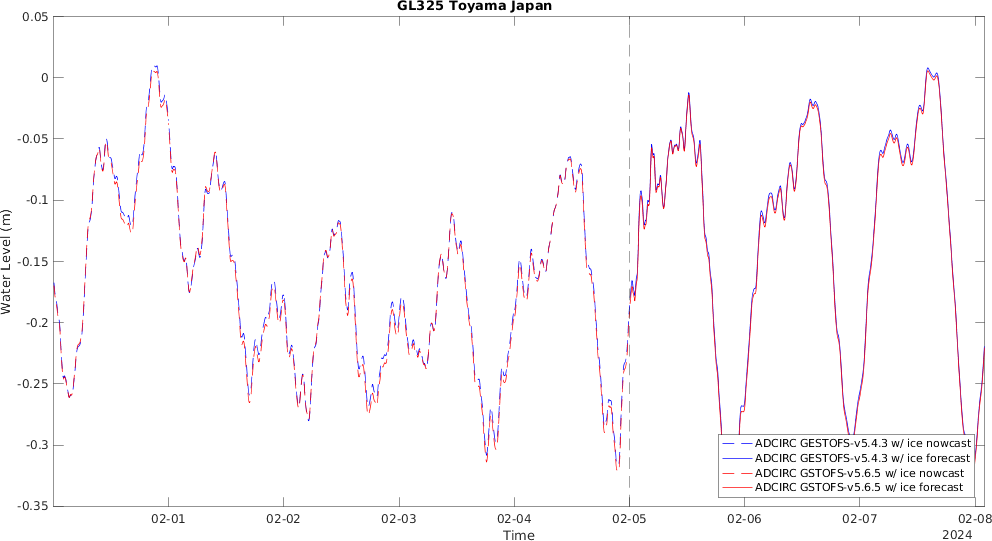 GL325 Toyama Japan
0.05
0
-0.05
-0.1
-0.15
-0.2
-0.25
-0.3
-0.35
Water Level (m)
ADCIRC GESTOFS-v5.4.3 w/ ice nowcast
ADCIRC GESTOFS-v5.4.3 w/ ice forecast
ADCIRC GSTOFS-v5.6.5 w/ ice nowcast
ADCIRC GSTOFS-v5.6.5 w/ ice forecast
02-01 02-02 02-03 02-04 02-05 02-06 02-07 02-08
Time
2024